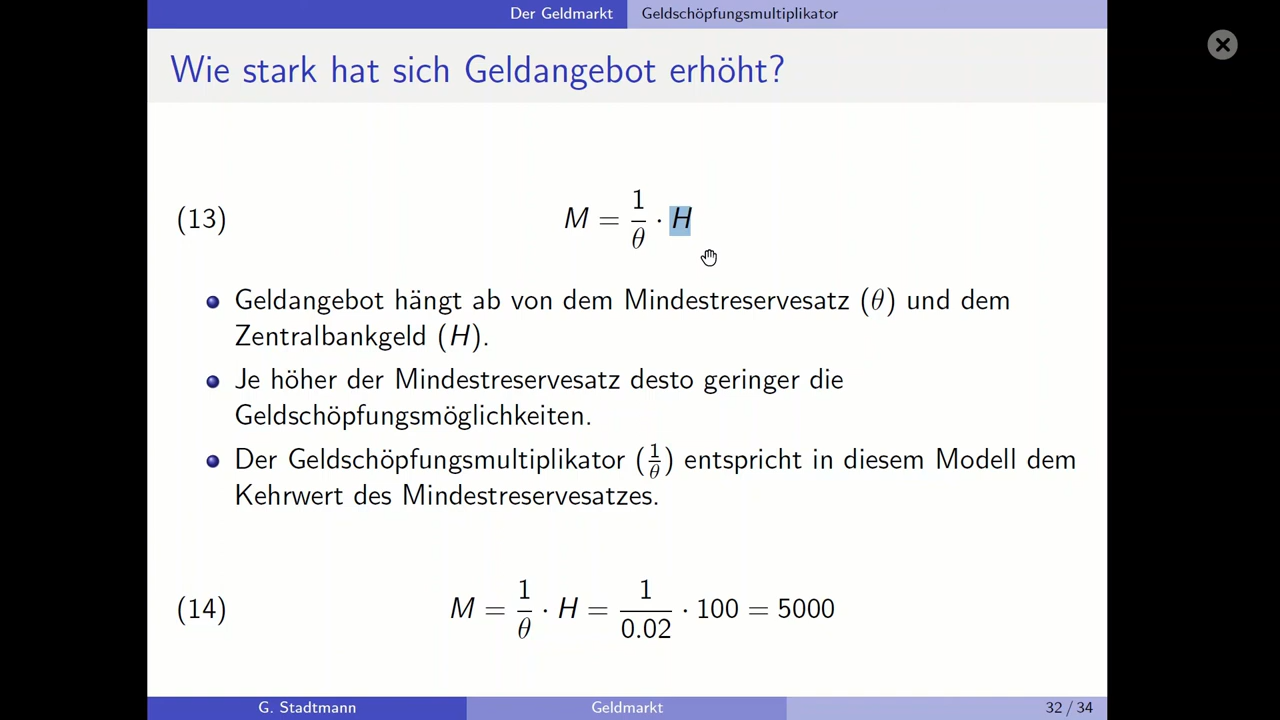 Der Geldmarkt Geldschöpfungsmultiplikator
Wie stark hat sich Geldangebot erhöht?
(13) M = 1/θ · H
Geldangebot hängt ab von dem Mindestreservesatz (θ) und dem
Zentralbankgeld (H).
Je höher der Mindestreservesatz desto geringer die
Geldschöpfungsmöglichkeiten.
Der Geldschöpfungsmultiplikator (1/θ) entspricht in diesem Modell dem
Kehrwert des Mindestreservesatzes.
(14) M = 1/θ · H = 1/0.02 · 100 = 5000
G. Stadtmann Geldmarkt 32 / 34